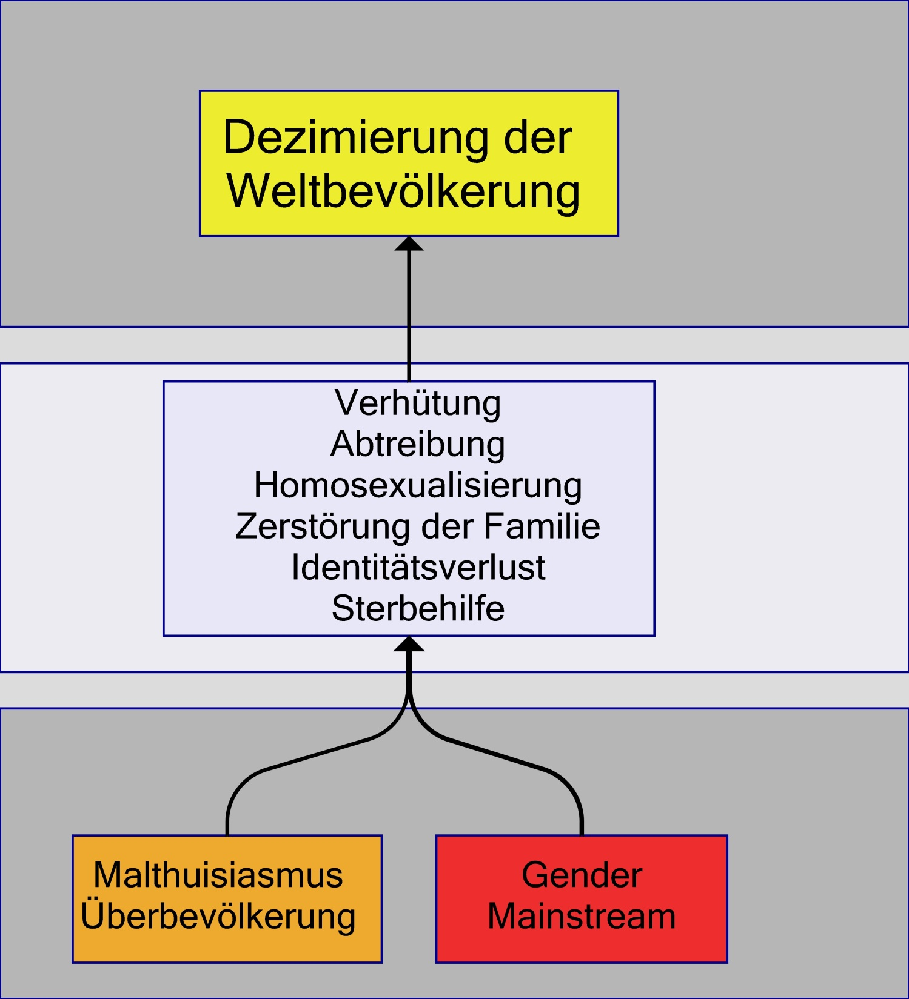 Dezimierung der
Weltbevölkerung
Verhütung
Abtreibung
Homosexualisierung
Zerstörung der Familie
Identitätsverlust
Sterbehilfe
Malthuisiasmus
Überbevölkerung
Gender
Mainstream